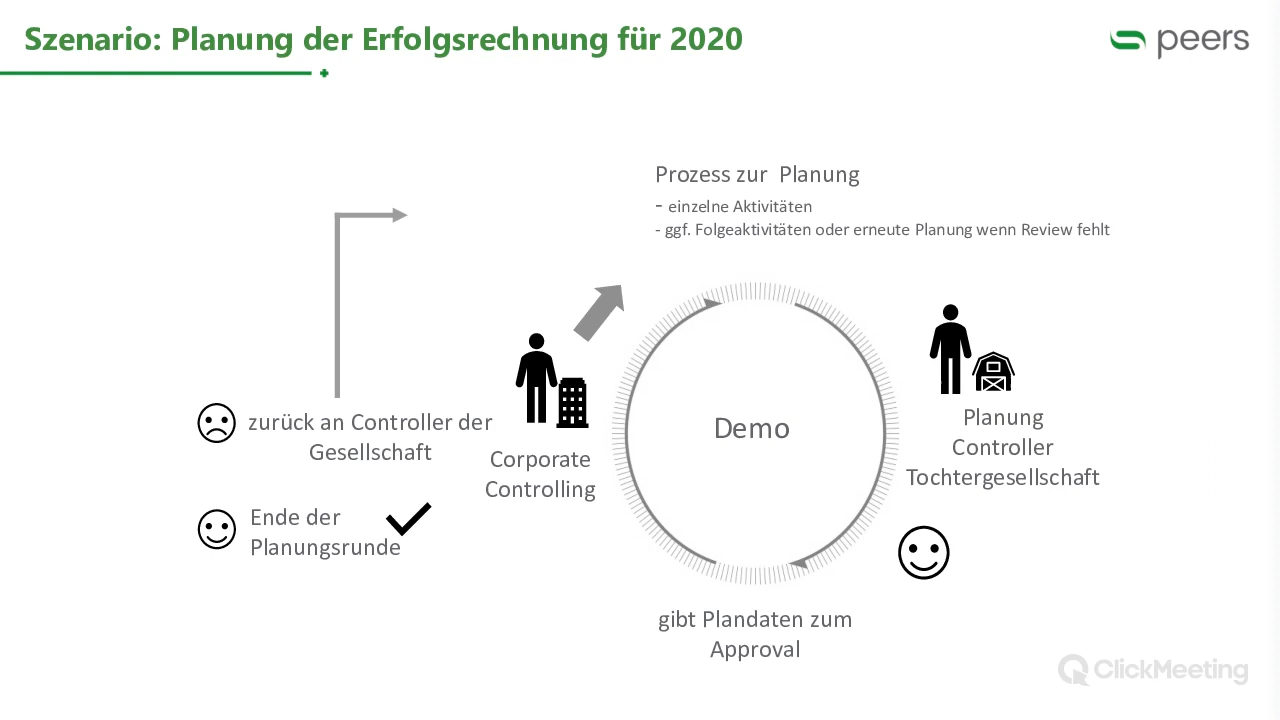 Szenario: Planung der Erfolgsrechnung für 2020
peers
Prozess zur Planung
- einzelne Aktivitäten
- ggf. Folgeaktivitäten oder erneute Planung wenn Review fehlt
zurück an Controller der
Gesellschaft
Corporate
Controlling
Demo
Planung
Controller
Tochtergesellschaft
Ende der
Planungsrunde
gibt Plandaten zum
Approval
ClickMeeting